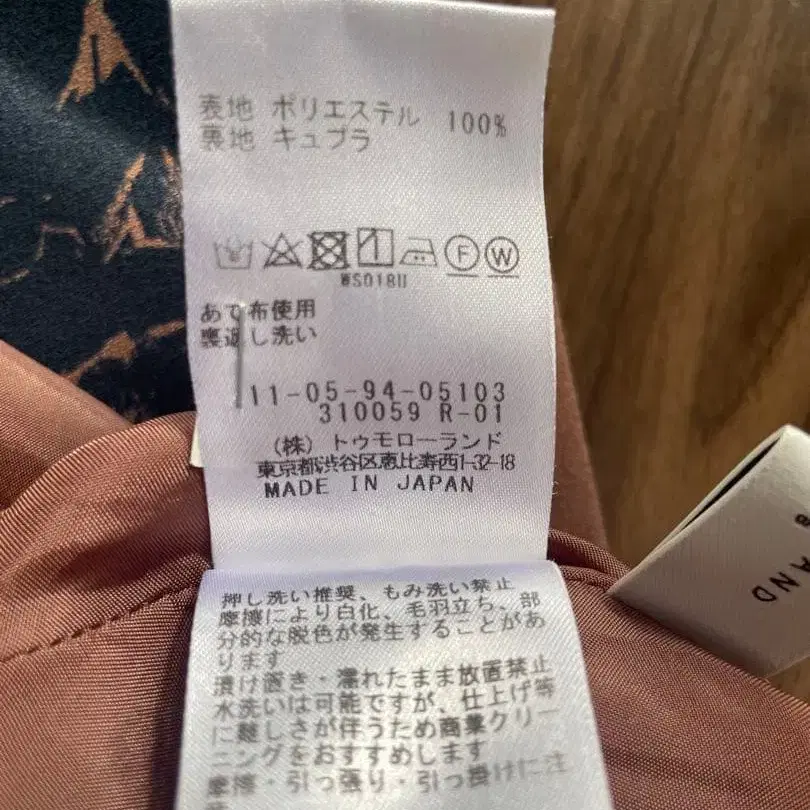 表地 ポリエステル 100%
裏地 キュプラ
F W
WS018U
あて布使用
裏返し洗い
11-05-94-05103
310059 R-01
(株) トゥモローランド
東京都渋谷区恵比寿西1-32-18
MADE IN JAPAN
押し洗い推奨、もみ洗い禁止
摩擦により白化、毛羽立ち、部
分的な脱色が発生することがあ
ります
漬け置き・濡れたまま放置禁止
水洗いは可能ですが、仕上げ等
に難しさが伴うため商業クリー
ニングをおすすめします
摩擦・引っ張り・引っ掛けに注
AND